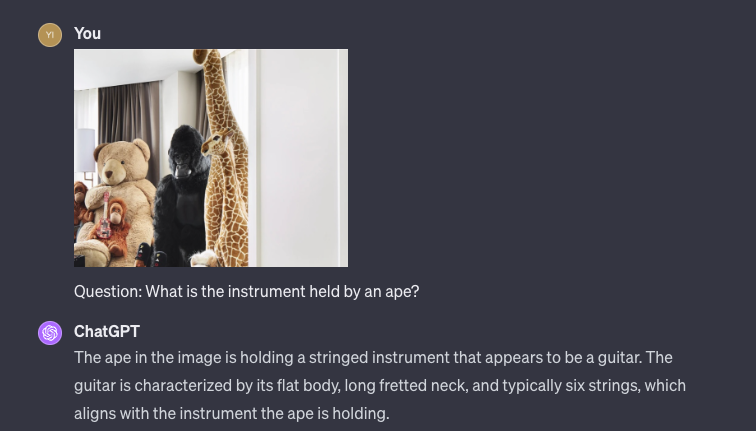 YI
You
Question: What is the instrument held by an ape?
ChatGPT
The ape in the image is holding a stringed instrument that appears to be a guitar. The
guitar is characterized by its flat body, long fretted neck, and typically six strings, which
aligns with the instrument the ape is holding.